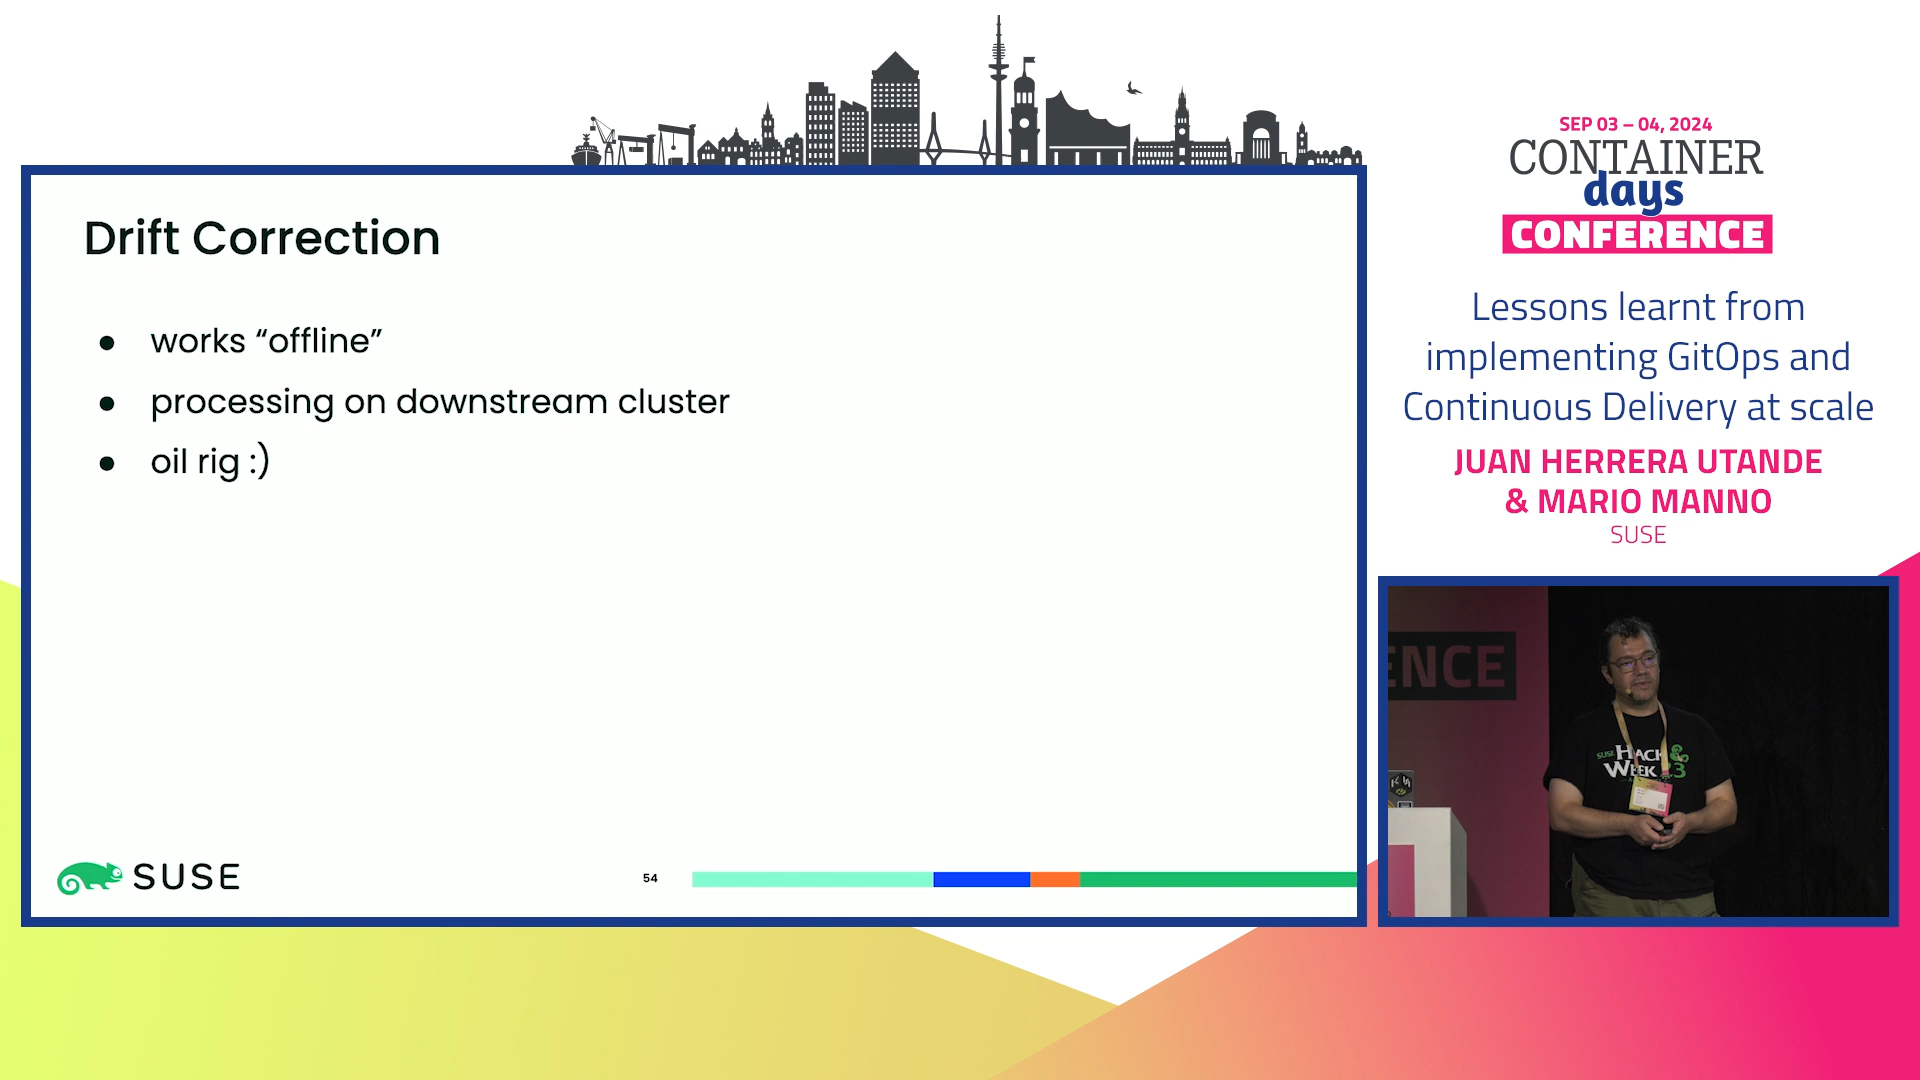 Drift Correction
● works “offline”
● processing on downstream cluster
● oil rig :)
SUSE
54
SEP 03 – 04, 2024
CONTAINER
days
CONFERENCE
Lessons learnt from
implementing GitOps and
Continuous Delivery at scale
JUAN HERRERA UTANDE
& MARIO MANNO
SUSE
ENCE
SUSE HACK
WEEK 23